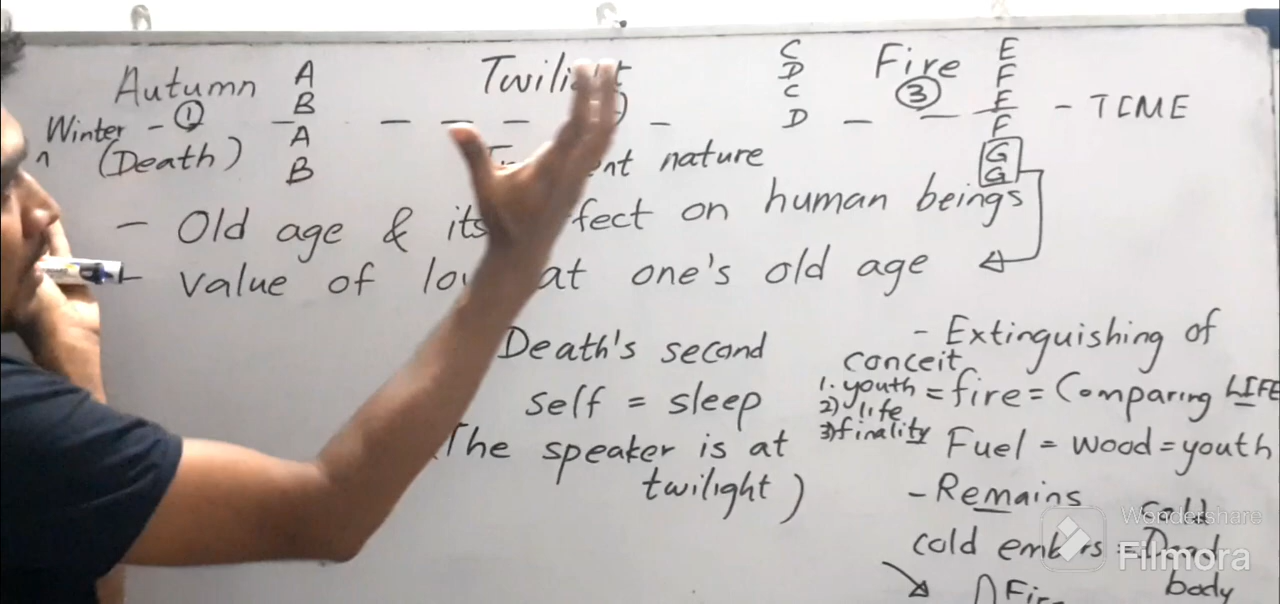 Autumn
①
Winter -
^
(Death)
A
B
A
B
C
D
C
D
Fire
③
E
F
E
F
G
G
- TIME
nature
- Old age & its on human beings
- value of at one's old age
Death's second
self = sleep
(The speaker is at
twilight)
- Extinguishing of
conceit
1. youth = fire = Comparing LIFE
2) life
3) finality
Fuel = wood = youth
- Remains
cold embers = Dead
body
Wondershare
Filmora